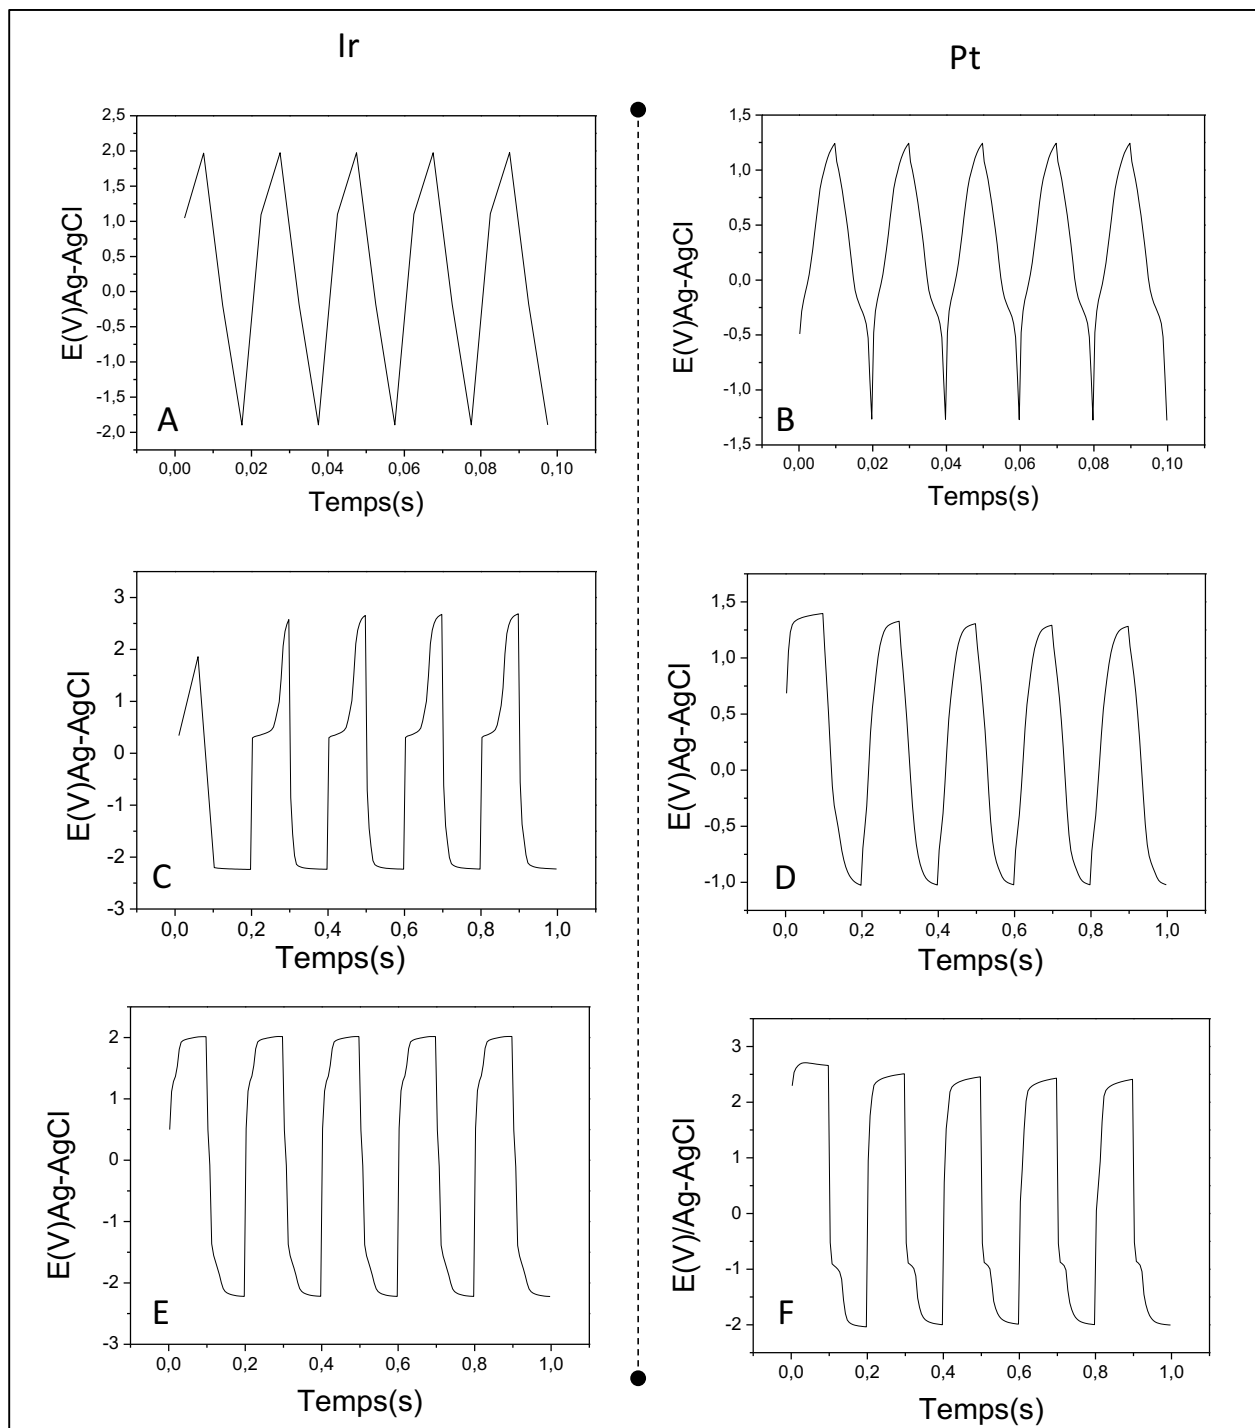 Ir
Pt
2,5
2,0
1,5
1,0
0,5
0,0
-0,5
-1,0
-1,5
-2,0
E(V)Ag-AgCl
A
0,00 0,02 0,04 0,06 0,08 0,10
Temps(s)
1,5
1,0
0,5
0,0
-0,5
-1,0
-1,5
E(V)Ag-AgCl
B
0,00 0,02 0,04 0,06 0,08 0,10
Temps(s)
3
2
1
0
-1
-2
-3
E(V)Ag-AgCl
C
0,0 0,2 0,4 0,6 0,8 1,0
Temps(s)
1,5
1,0
0,5
0,0
-0,5
-1,0
E(V)Ag-AgCl
D
0,0 0,2 0,4 0,6 0,8 1,0
Temps(s)
2
1
0
-1
-2
-3
E(V)Ag-AgCl
E
0,0 0,2 0,4 0,6 0,8 1,0
Temps(s)
3
2
1
0
-1
-2
E(V)/Ag-AgCl
F
0,0 0,2 0,4 0,6 0,8 1,0
Temps(s)